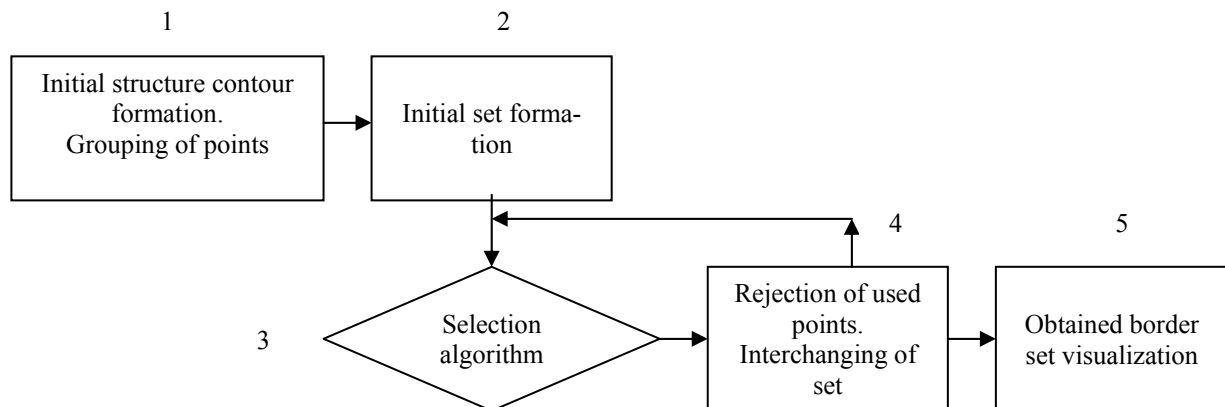 1
2
Initial structure contour
formation.
Grouping of points
Initial set forma-
tion
4
5
3
Selection
algorithm
Rejection of used
points.
Interchanging of
set
Obtained border
set visualization